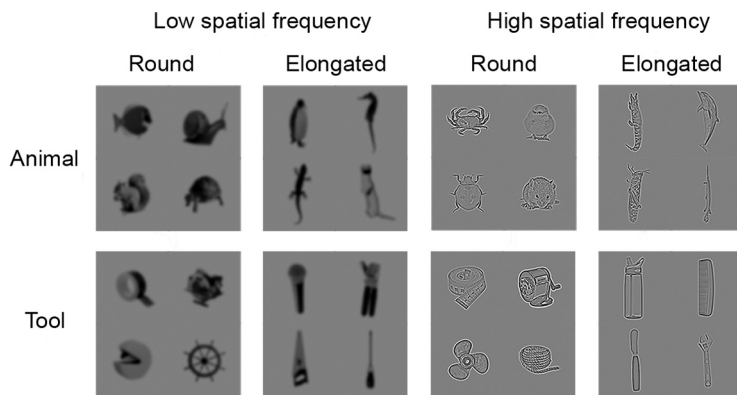 Low spatial frequency
High spatial frequency
Round
Elongated
Round
Elongated
Animal
Tool